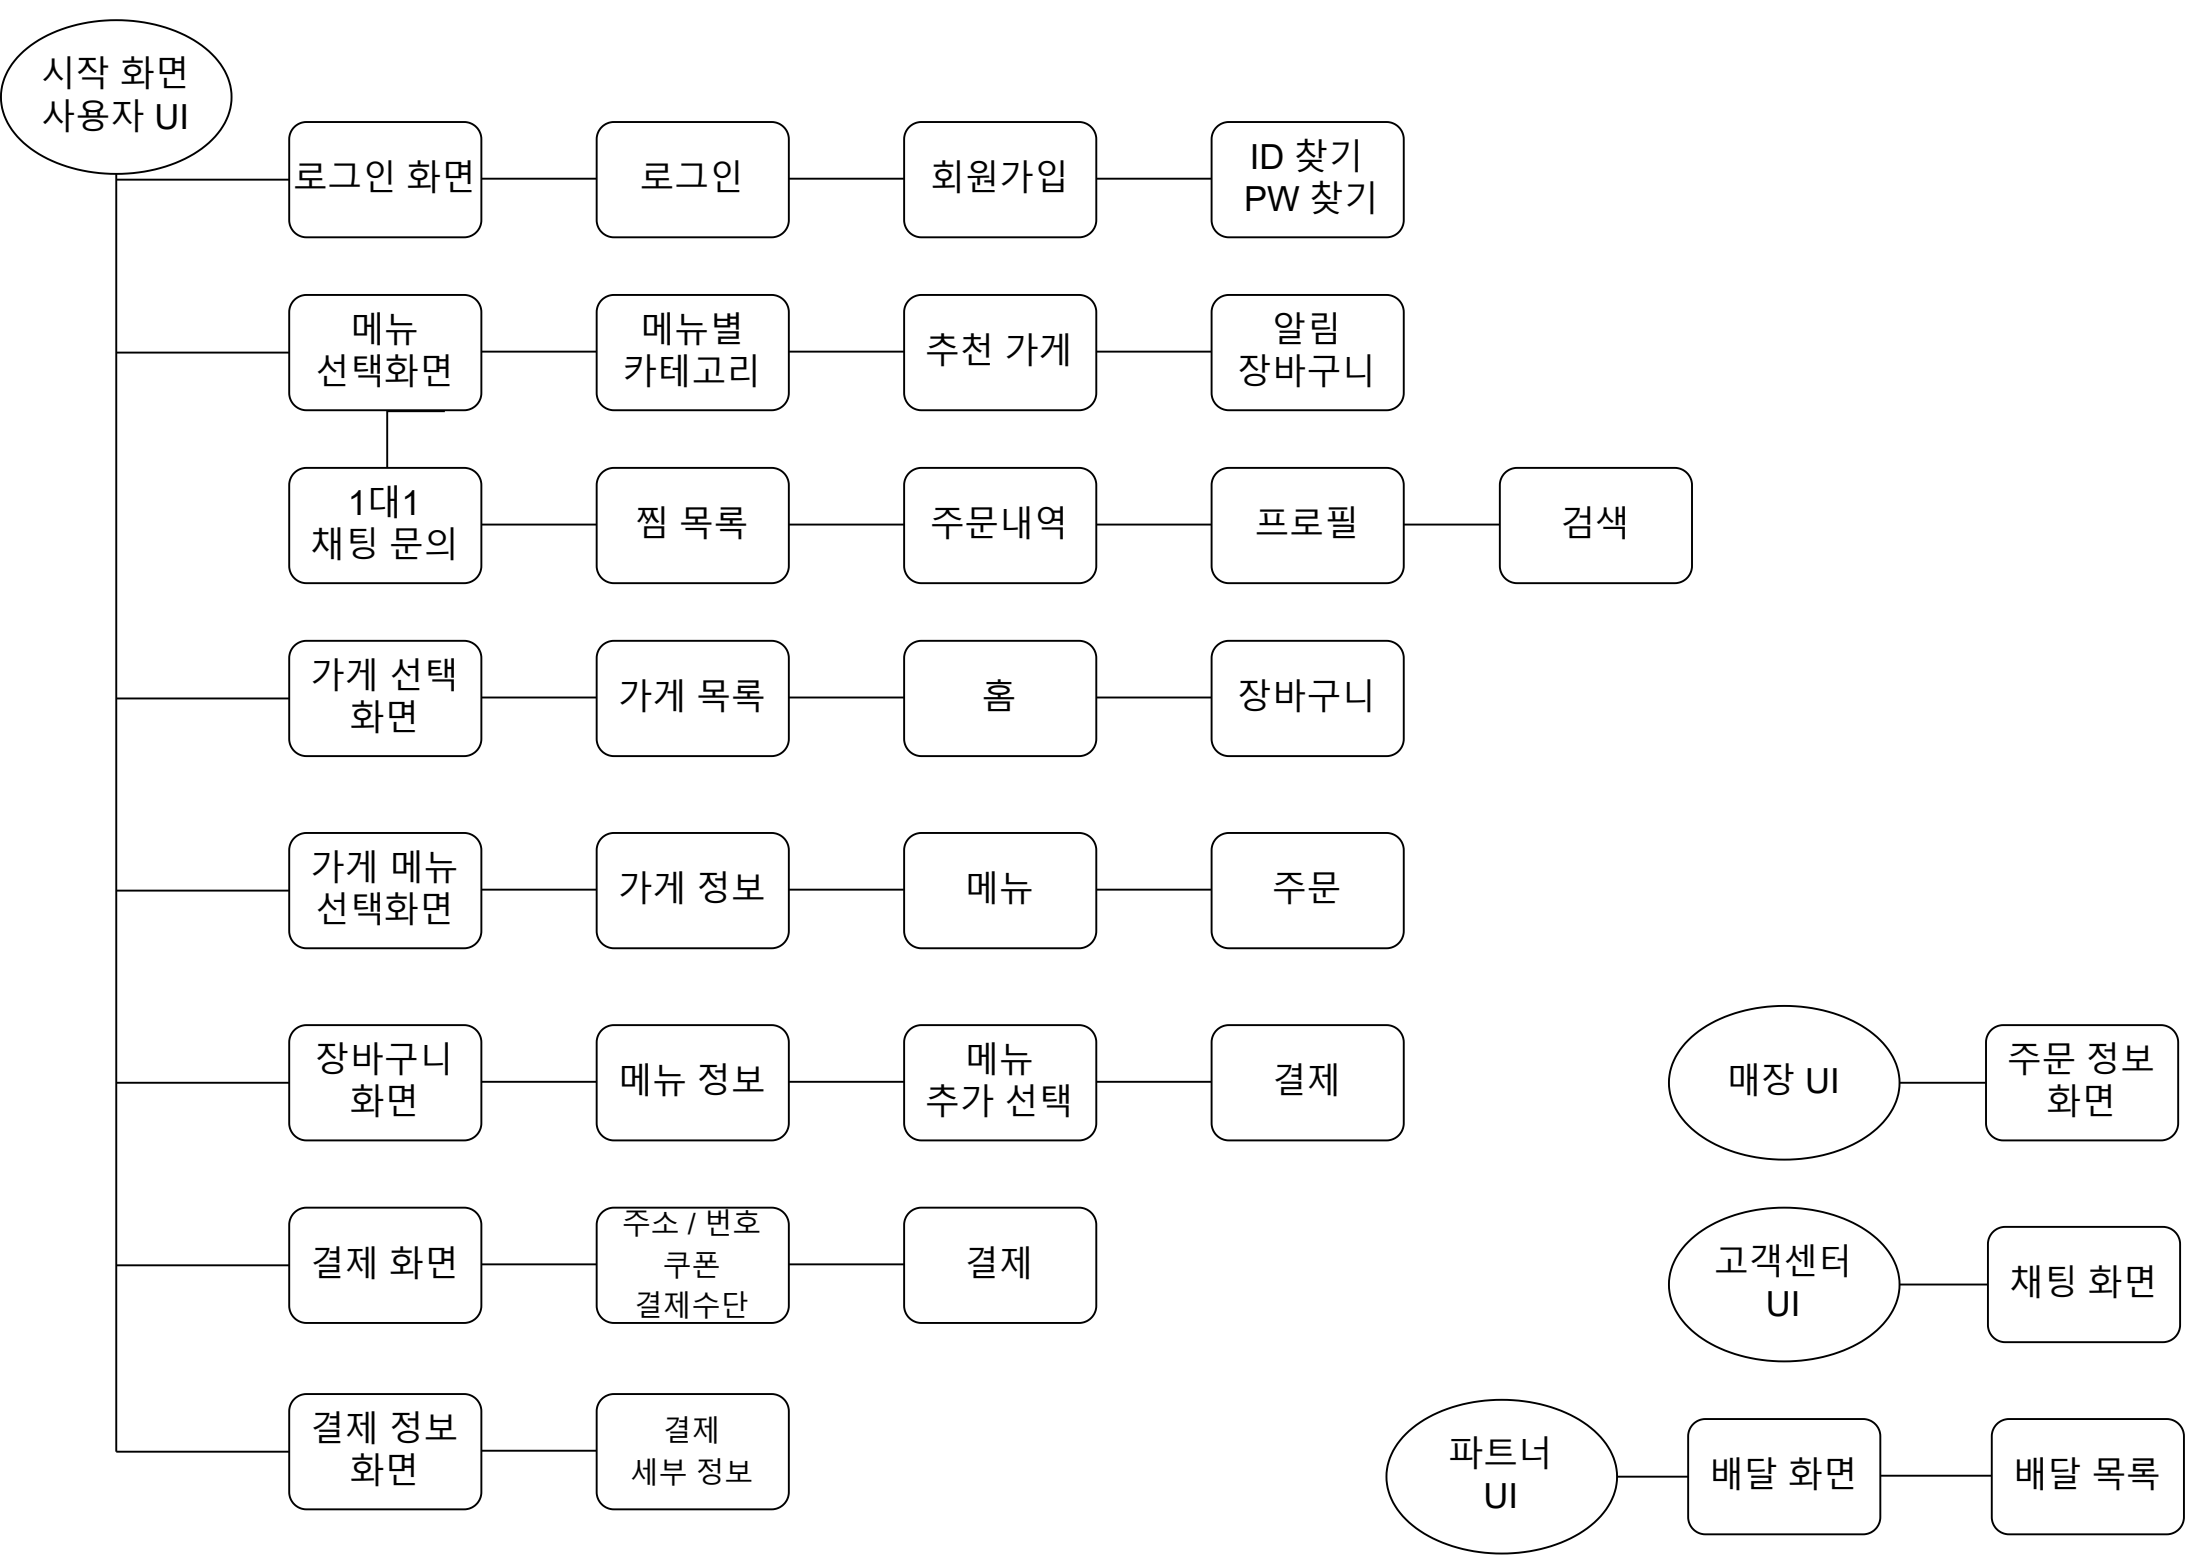 시작 화면
사용자 UI
로그인 화면
로그인
회원가입
ID 찾기
PW 찾기
메뉴
선택화면
메뉴별
카테고리
추천 가게
알림
장바구니
1대1
채팅 문의
찜 목록
주문내역
프로필
검색
가게 선택
화면
가게 목록
홈
장바구니
가게 메뉴
선택화면
가게 정보
메뉴
주문
장바구니
화면
메뉴 정보
메뉴
추가 선택
결제
매장 UI
주문 정보
화면
결제 화면
주소 / 번호
쿠폰
결제수단
결제
고객센터
UI
채팅 화면
결제 정보
화면
결제
세부 정보
파트너
UI
배달 화면
배달 목록